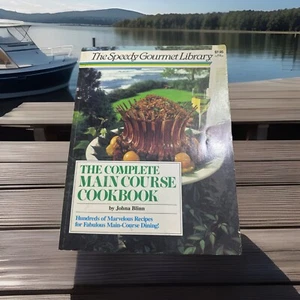 The Speedy Gourmet Library
THE COMPLETE
MAIN COURSE
COOKBOOK
by Johna Blinn
Hundreds of Marvelous Recipes
for Fabulous Main-Course Dining!